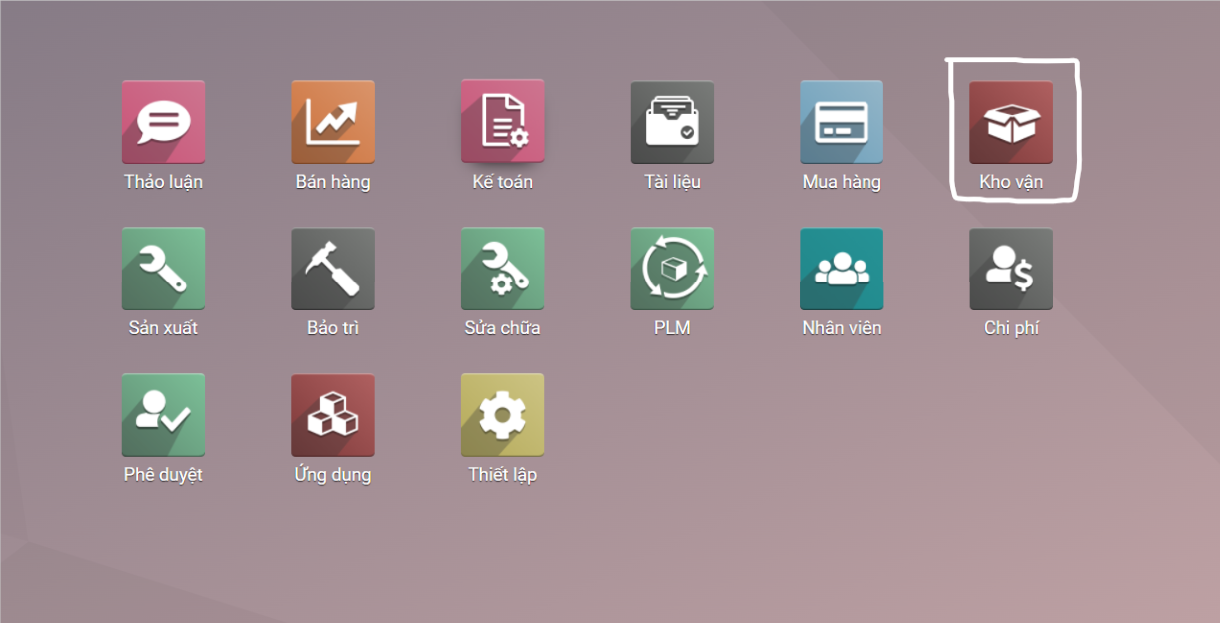 Thảo luận
Bán hàng
Kế toán
Tài liệu
Mua hàng
Kho vận
Sản xuất
Bảo trì
Sửa chữa
PLM
Nhân viên
Chi phí
Phê duyệt
Ứng dụng
Thiết lập